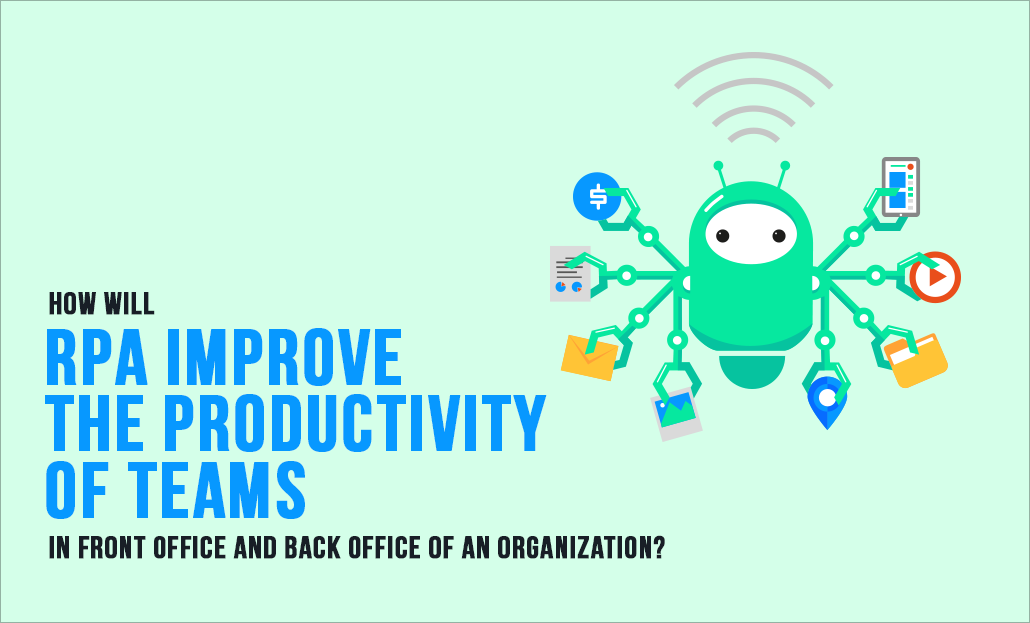 HOW WILL
RPA IMPROVE
THE PRODUCTIVITY
OF TEAMS
IN FRONT OFFICE AND BACK OFFICE OF AN ORGANIZATION?
$